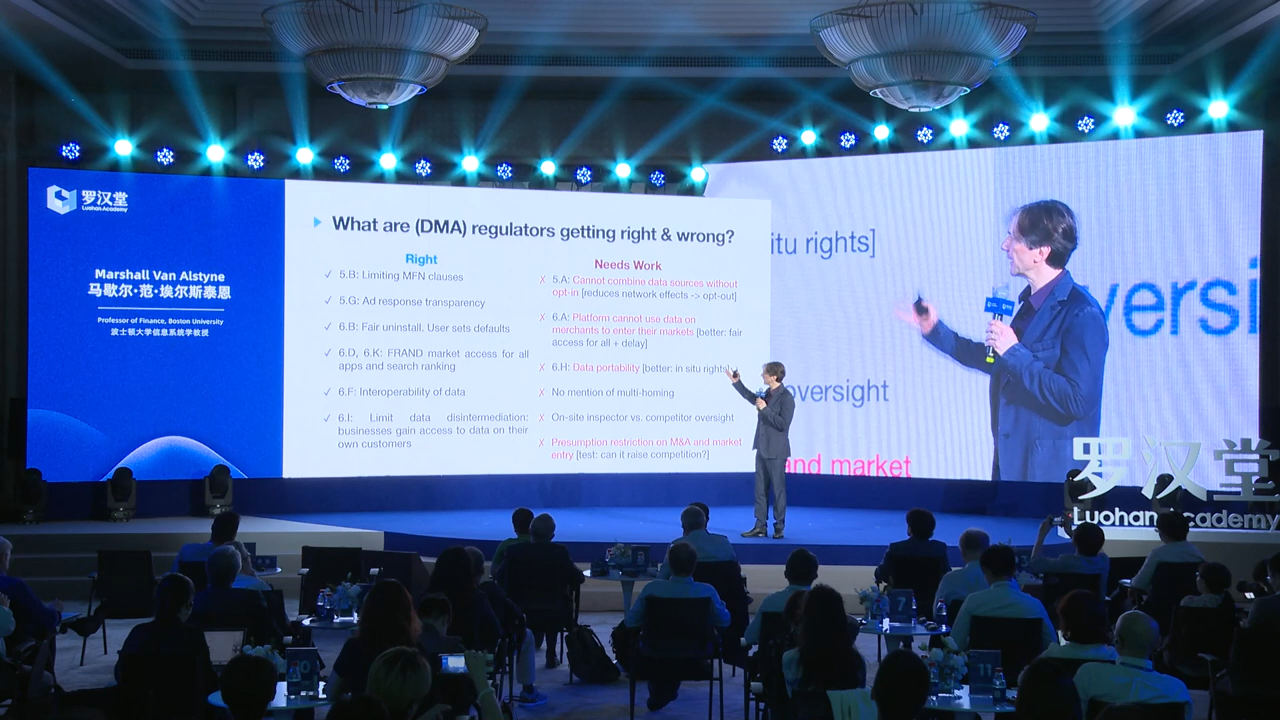 罗汉堂
Luohan Academy
Marshall Van Alstyne
马歇尔·范·埃尔斯泰恩
Professor of Finance, Boston University
波士顿大学信息系统学教授
What are (DMA) regulators getting right & wrong?
Right
✓ 5.B: Limiting MFN clauses
✓ 5.G: Ad response transparency
✓ 6.B: Fair uninstall. User sets defaults
✓ 6.D, 6.K: FRAND market access for all
apps and search ranking
✓ 6.F: Interoperability of data
✓ 6.I: Limit data disintermediation:
businesses gain access to data on their
own customers
Needs Work
✗ 5.A: Cannot combine data sources without
opt-in [reduces network effects -> opt-out]
✗ 6.A: Platform cannot use data on
merchants to enter their markets [better: fair
access for all + delay]
✗ 6.H: Data portability [better: in situ rights]
✗ No mention of multi-homing
✗ On-site inspector vs. competitor oversight
✗ Presumption restriction on M&A and market
entry [test: can it raise competition?]
itu rights]
versi
oversight
and market
罗汉堂
Luohan Academy
7
11